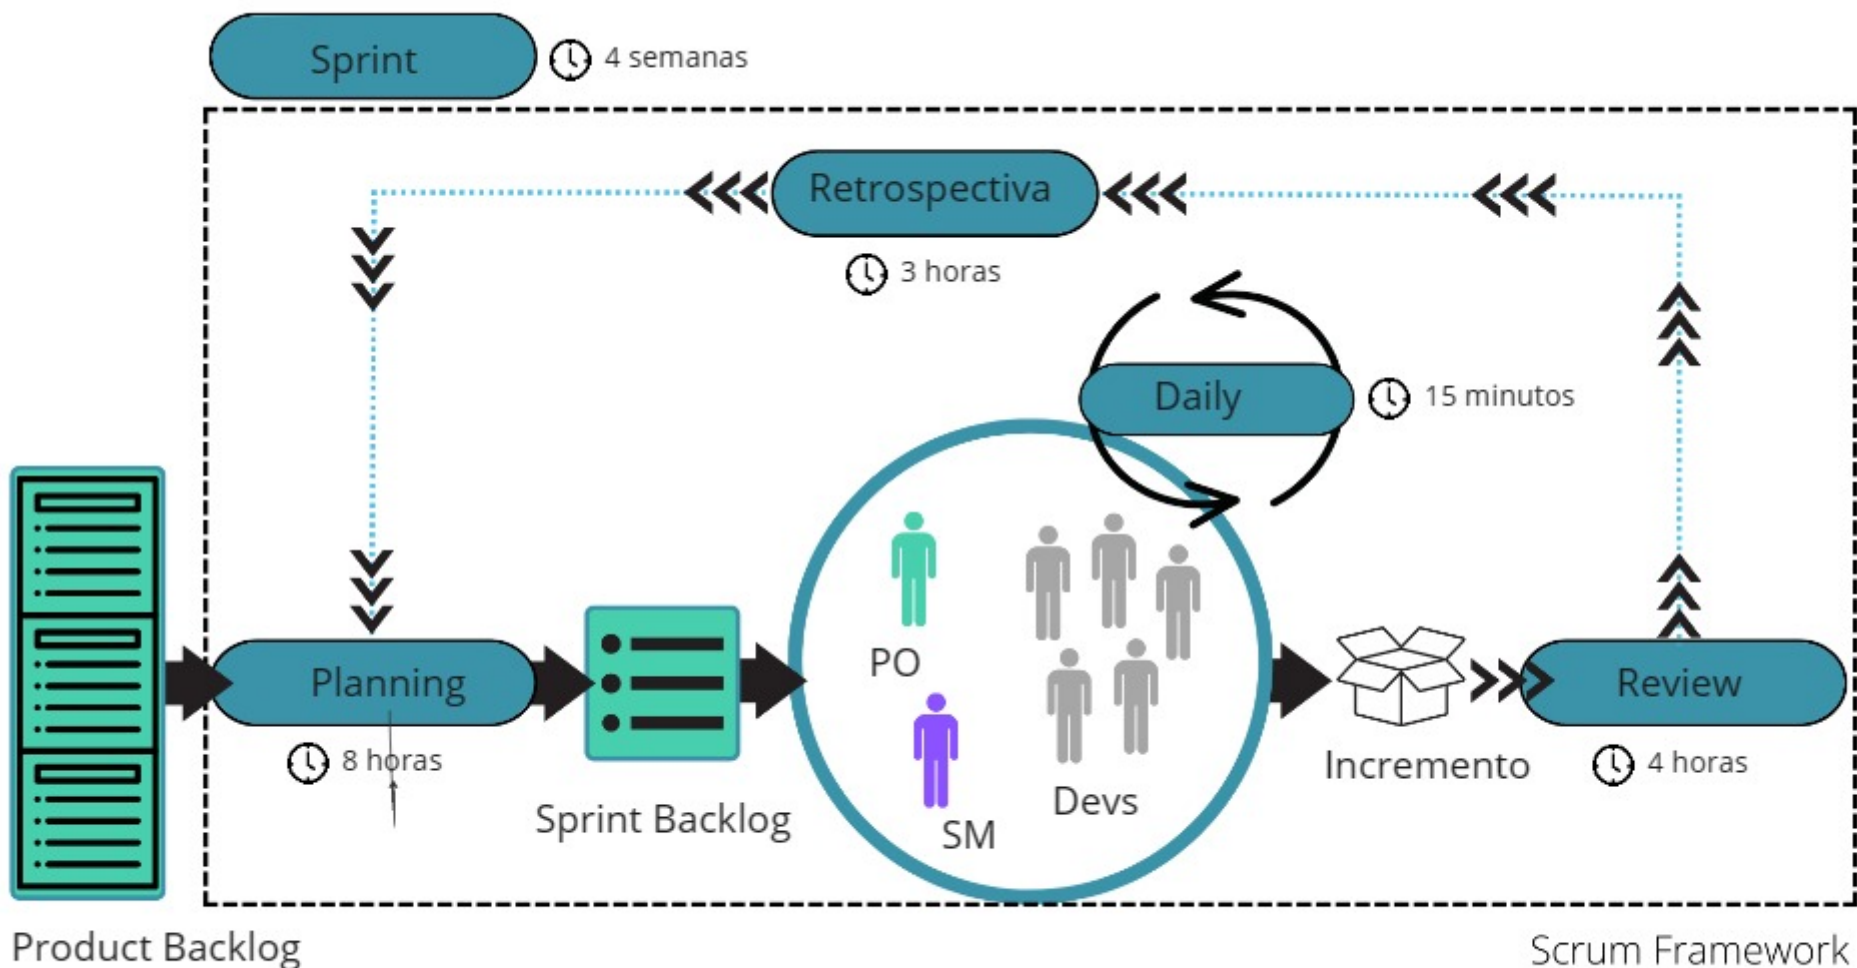 Sprint
4 semanas
Retrospectiva
3 horas
Daily
15 minutos
PO
SM
Devs
Planning
8 horas
Sprint Backlog
Incremento
Review
4 horas
Product Backlog
Scrum Framework